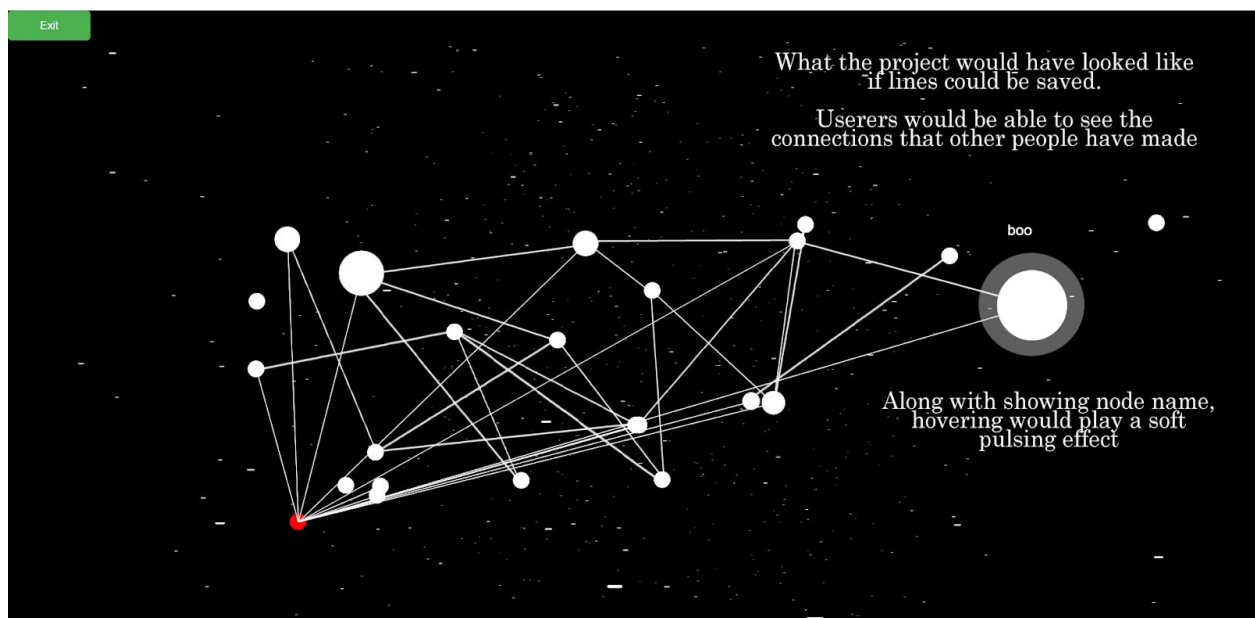 Exit
What the project would have looked like
if lines could be saved.
Userers would be able to see the
connections that other people have made
boo
Along with showing node name,
hovering would play a soft
pulsing effect